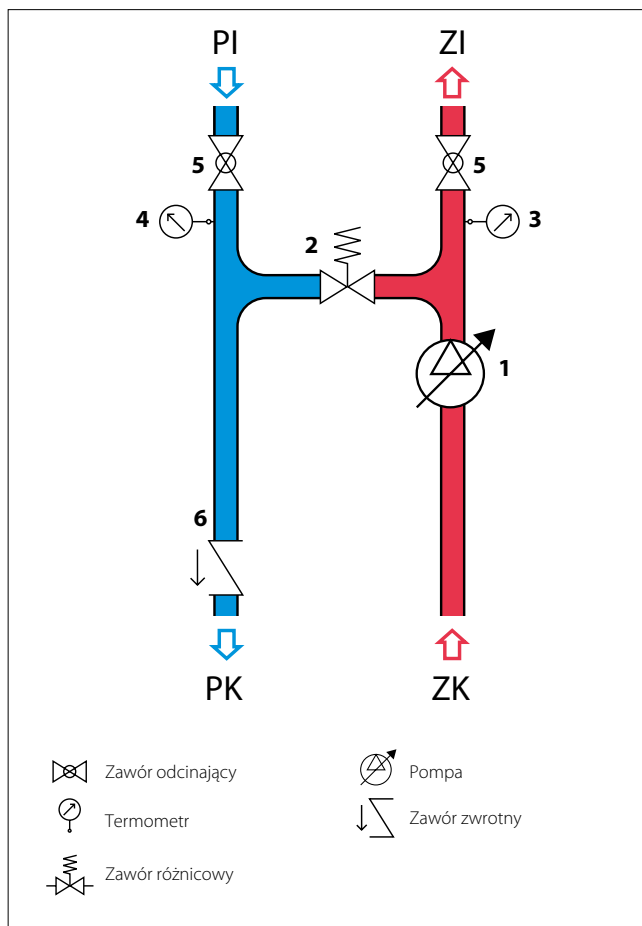 PI ZI
5 5
4 3
2
1
6
PK ZK
Zawór odcinający Pompa
Termometr Zawór zwrotny
Zawór różnicowy